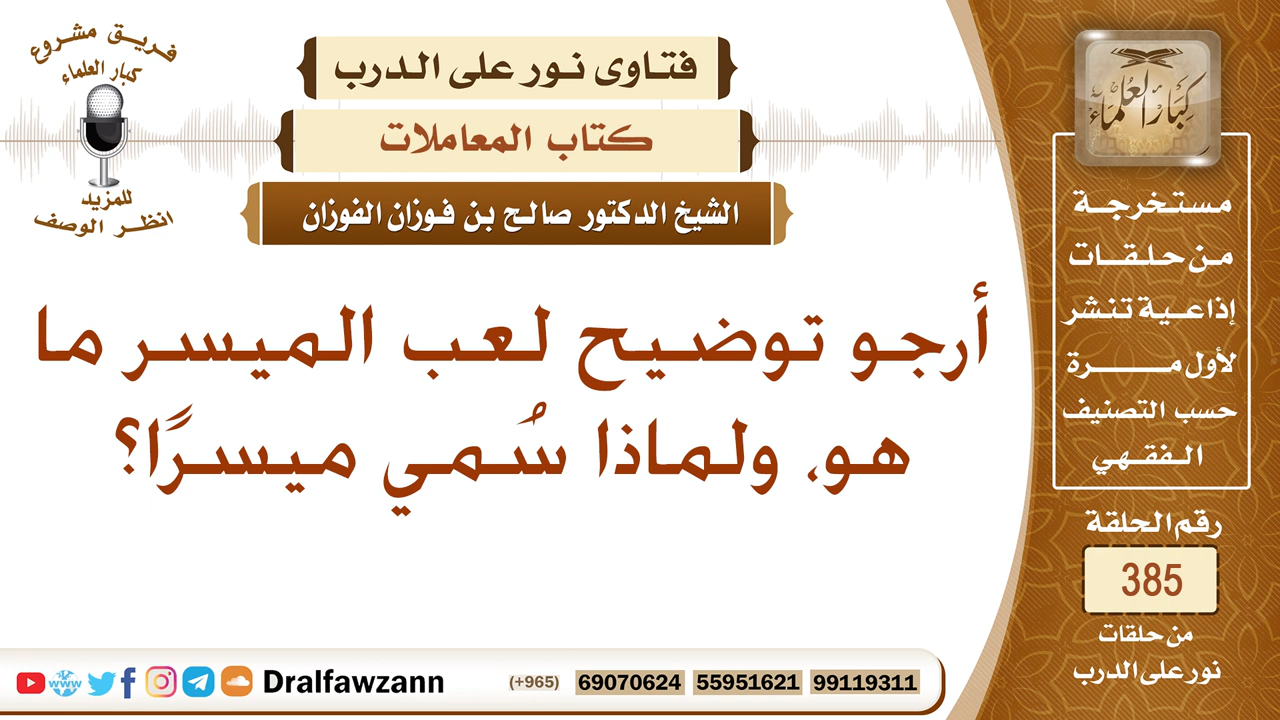 فريق مشروع
كبار العلماء
للمزيد
انظر الوصف
فتاوى نور على الدرب
كتاب المعاملات
الشيخ الدكتور صالح بن فوزان الفوزان
أرجو توضيح لعب الميسر ما
هو، ولماذا سُمي ميسرًا؟
كبار العلماء
مستخرجة
من حلقات
إذاعية تنشر
لأول مرة
حسب التصنيف
الفقهي
رقم الحلقة
385
من حلقات
نور على الدرب
www Dralfawzann (+965) 69070624 55951621 99119311